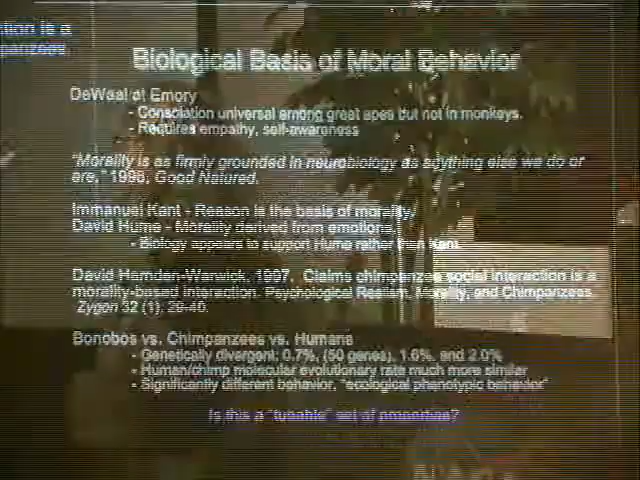 ction is a
panzees.
Biological Basis of Moral Behavior
DeWaal at Emory
- Consolation universal among great apes but not in monkeys.
- Requires empathy, self-awareness
"Morality is as firmly grounded in neurobiology as anything else we do or
are," 1996, Good Natured.
Immanuel Kant - Reason is the basis of morality.
David Hume - Morality derived from emotions.
- Biology appears to support Hume rather than Kant.
David Harnden-Warwick, 1997. Claims chimpanzee social interaction is a
morality-based interaction. Psychological Realism, Morality, and Chimpanzees.
Zygon 32 (1), 29-40.
Bonobos vs. Chimpanzees vs. Humans
- Genetically divergent: 0.7%, (50 genes), 1.6%, and 2.0%
- Human/chimp molecular evolutionary rate much more similar
- Significantly different behavior, "ecological phenotypic behavior"
Is this a "tunable" set of properties?